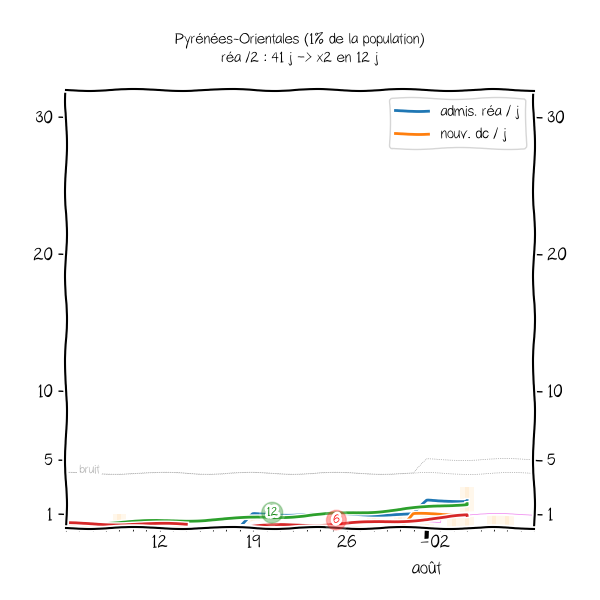 Pyrénées-Orientales (1% de la population)
réa /2 : 41 j -> x2 en 12 j
admis. réa / j
nouv. dc / j
30
30
20
20
10
10
5
5
bruit
1
1
12
6
12
19
26
02
août